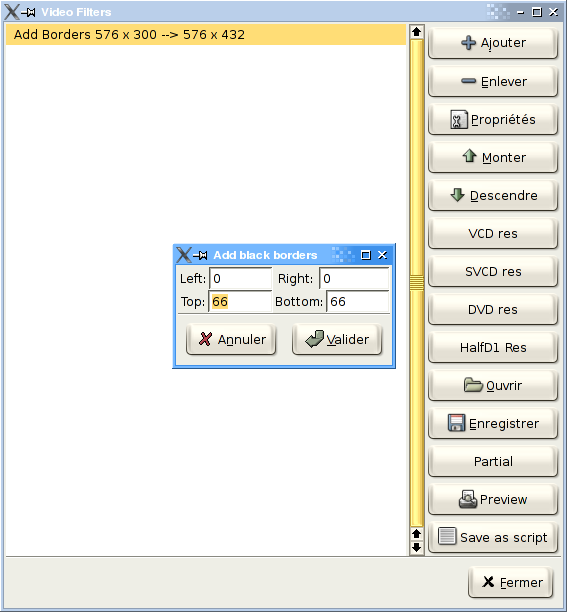 Video Filters
Add Borders 576 x 300 --> 576 x 432
Ajouter
Enlever
Propriétés
Monter
Descendre
VCD res
SVCD res
DVD res
HalfD1 Res
Ouvrir
Enregistrer
Partial
Preview
Save as script
Fermer
Add black borders
Left: 0 Right: 0
Top: 66 Bottom: 66
Annuler Valider